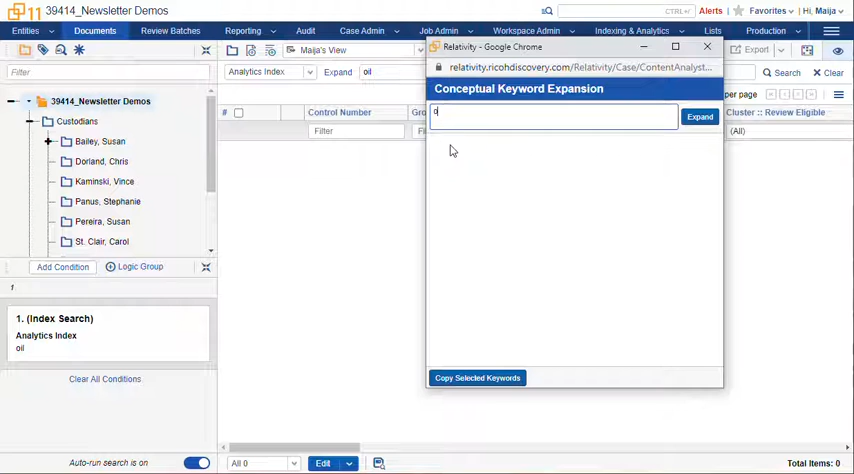 11
39414_Newsletter Demos
CTRL+/
Alerts
Favorites
Hi, Maija
Entities
Documents
Review Batches
Reporting
Audit
Case Admin
Job Admin
Workspace Admin
Indexing & Analytics
Lists
Production
Maija's View
Export
Filter
Analytics Index
Expand
oil
Search
Clear
Relativity - Google Chrome
relativity.ricohdiscovery.com/Relativity/Case/ContentAnalyst...
Conceptual Keyword Expansion
o
Expand
Copy Selected Keywords
per page
39414_Newsletter Demos
Custodians
Bailey, Susan
Dorland, Chris
Kaminski, Vince
Panus, Stephanie
Pereira, Susan
St. Clair, Carol
#
Control Number
Filter
Cluster :: Review Eligible
(All)
Add Condition
Logic Group
1. (Index Search)
Analytics Index
oil
Clear All Conditions
Auto-run search is on
All 0
Edit
Total Items: 0